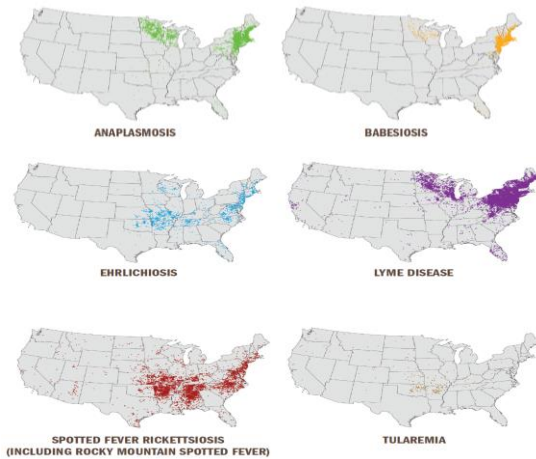 ANAPLASMOSIS
BABESIOSIS
EHRLICHIOSIS
LYME DISEASE
SPOTTED FEVER RICKETTSIOSIS
(INCLUDING ROCKY MOUNTAIN SPOTTED FEVER)
TULAREMIA